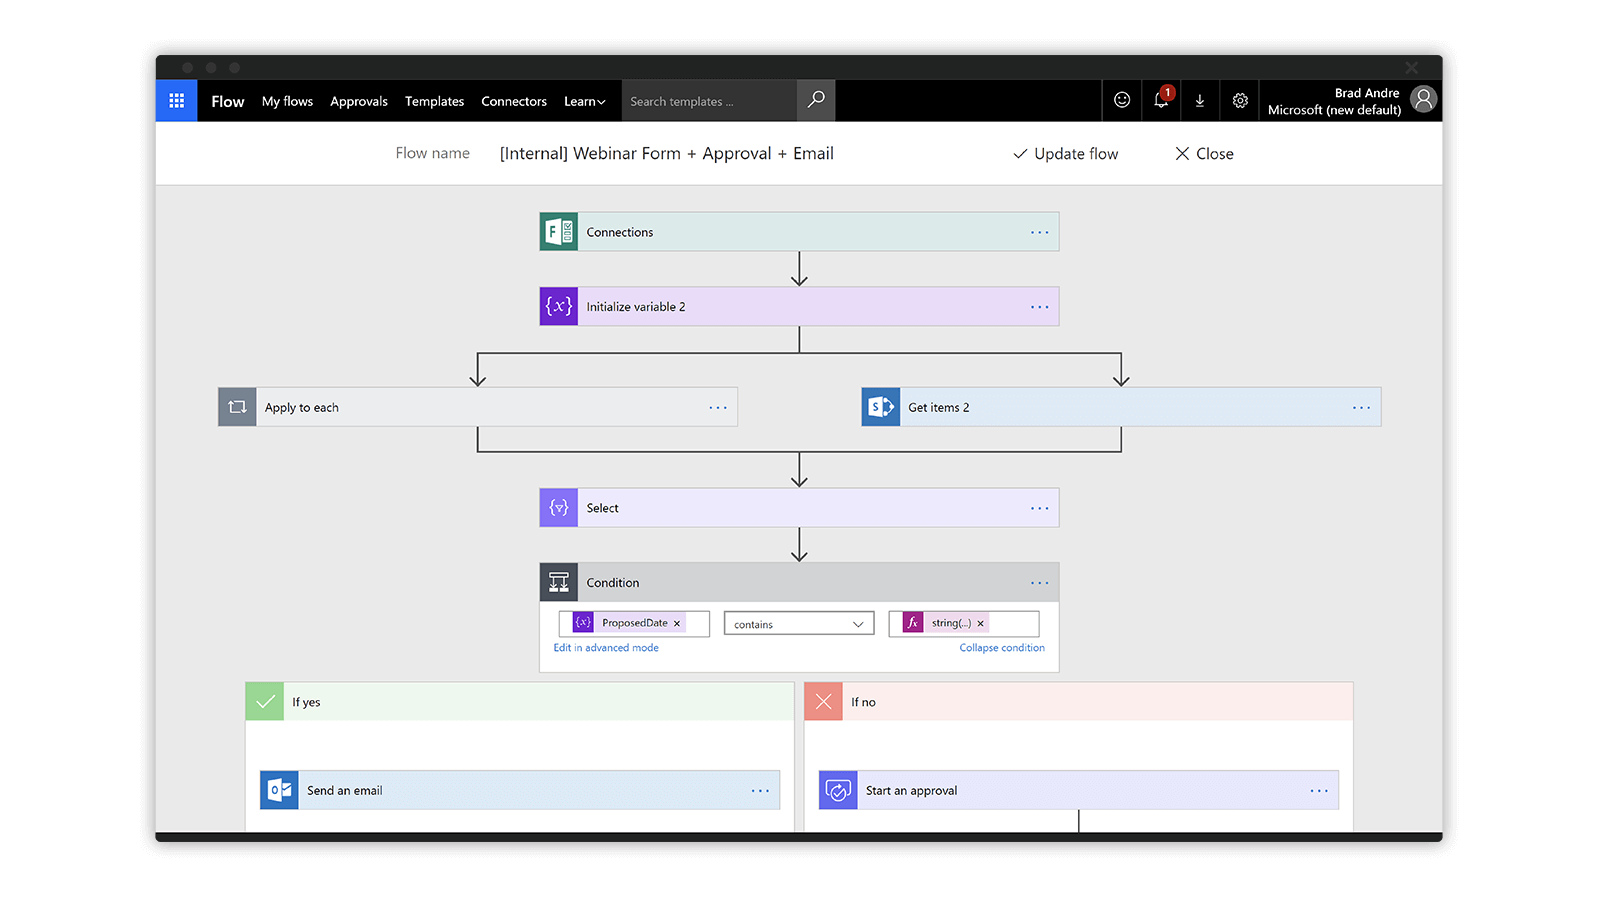 Flow My flows Approvals Templates Connectors Learn Search templates ... 1 Brad Andre
Microsoft (new default)
Flow name [Internal] Webinar Form + Approval + Email Update flow Close
F Connections ...
{x} Initialize variable 2 ...
Apply to each ... S Get items 2 ...
Select ...
Condition ...
{x} ProposedDate × contains fx string(...) ×
Edit in advanced mode Collapse condition
If yes If no
o Send an email ... Start an approval ...